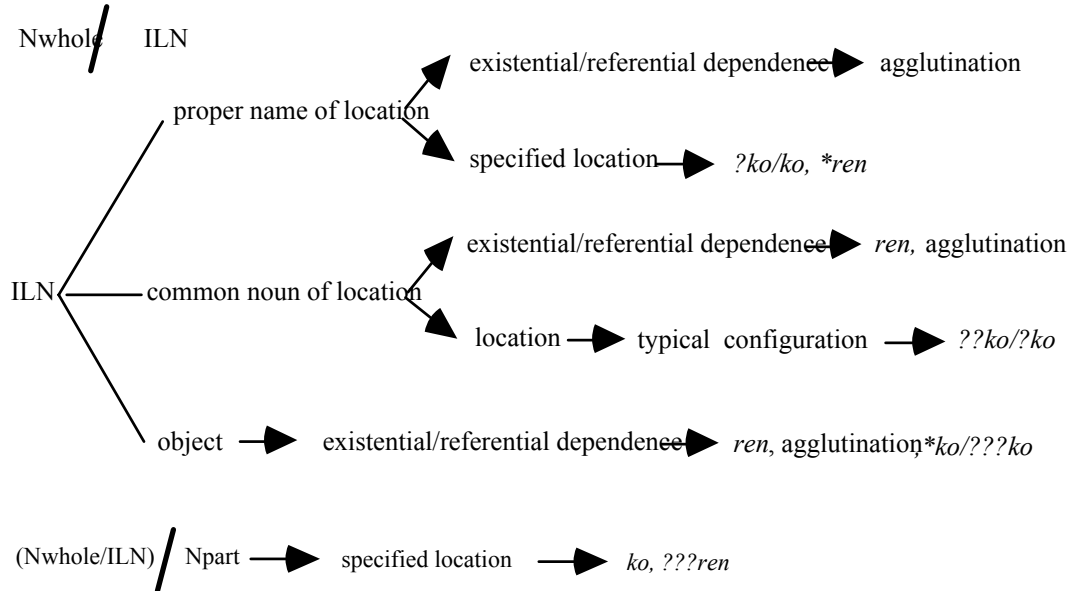 Nwhole ILN
existential/referential dependence agglutination
proper name of location
specified location ?ko/ko, *ren
existential/referential dependence ren, agglutination
ILN common noun of location
location typical configuration ??ko/?ko
object existential/referential dependence ren, agglutination, *ko/???ko
(Nwhole/ILN) Npart specified location ko, ???ren